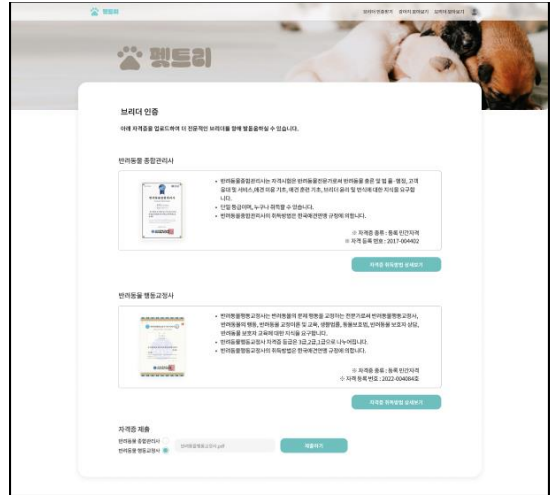 펫트리
브리더인증하기 강아지 알아보기 고객의 알아보기
펫트리
브리더 인증
아래 자격증을 업로드하여 더 전문적인 브리더를 향해 발돋움하실 수 있습니다.
반려동물 종합관리사
• 반려동물종합관리사는 자격시험은 반려동물전문가로써 반려동물 총론 및 법 률·행정, 고객
응대 및 서비스, 애견 미용 기초, 애견 훈련 기초, 브리더 윤리 및 번식에 대한 지식을 요구합
니다.
• 단일 등급이며, 누구나 취득할 수 있습니다.
• 반려동물종합관리사의 취득방법은 한국애견연맹 규정에 의합니다.
※ 자격증 종류 : 등록 민간자격
※ 자격 등록 번호 : 2017-004402
자격증 취득방법 상세보기
반려동물 행동교정사
• 반려동물행동교정사는 반려동물의 문제 행동을 교정하는 전문가로써 반려동물행동교정사,
반려동물의 행동, 반려동물 교정이론 및 교육, 생활법률, 동물보호법, 반려동물 보호자 상담,
반려동물 보호자 교육에 대한 지식을 요구합니다.
• 반려동물행동교정사 자격증 등급은 3급,2급,1급으로 나누어집니다.
• 반려동물행동교정사의 취득방법은 한국애견연맹 규정에 의합니다.
※ 자격증 종류 : 등록 민간자격
※ 자격 등록 번호 : 2022-004084호
자격증 취득방법 상세보기
자격증 제출
반려동물 종합관리사
반려동물 행동교정사
반려동물행동교정사.pdf
제출하기